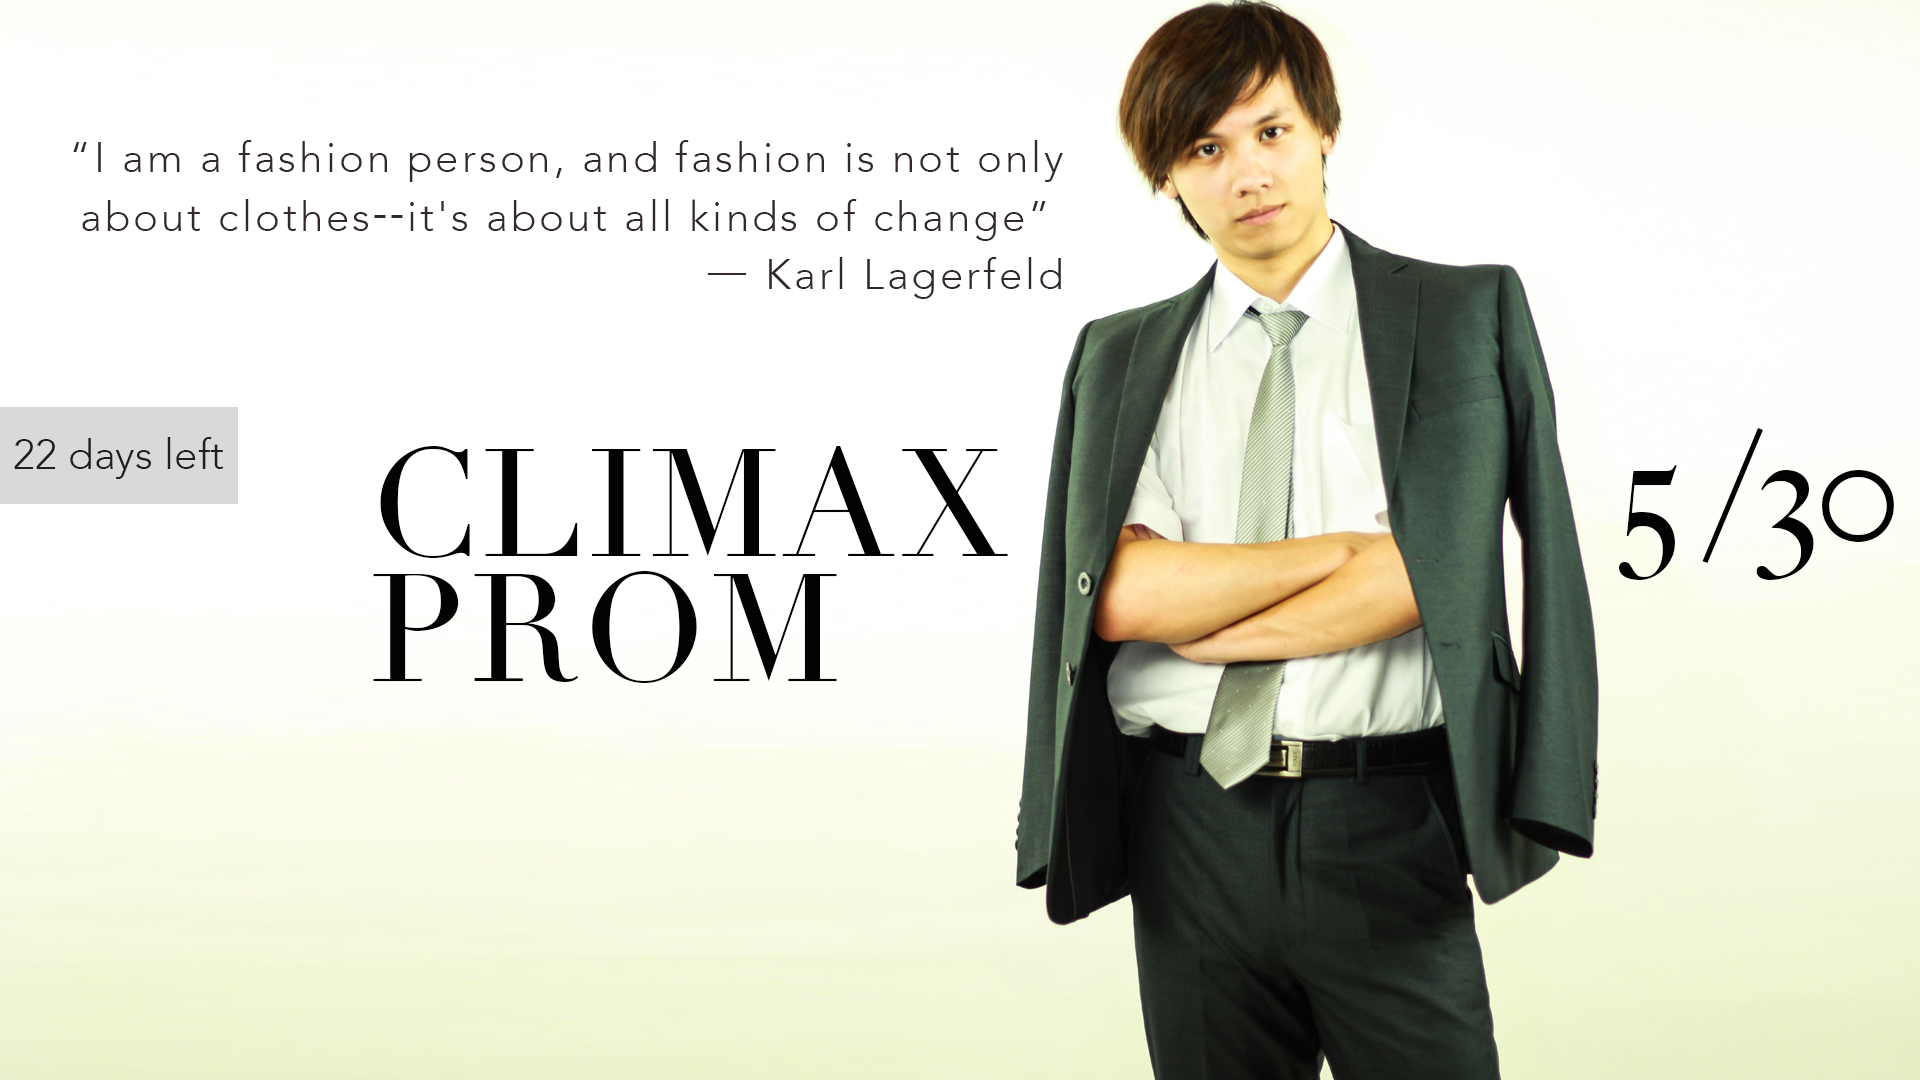 “I am a fashion person, and fashion is not only
about clothes--it's about all kinds of change”
— Karl Lagerfeld
22 days left
CLIMAX
PROM
5/30